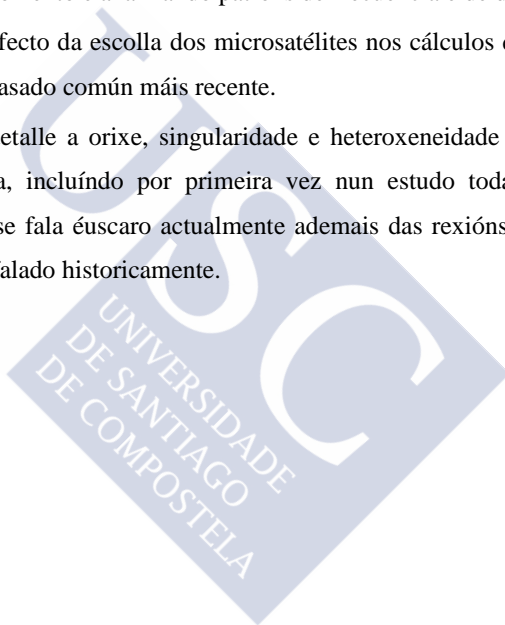 fecto da escolla dos microsatélites nos cálculos
asado común máis recente.
etalle a orixe, singularidade e heteroxeneidade
a, incluíndo por primeira vez nun estudo toda
se fala éuscaro actualmente ademais das rexións
falado historicamente.
USC
UNIVERSIDADE
DE SANTIAGO
DE COMPOSTELA